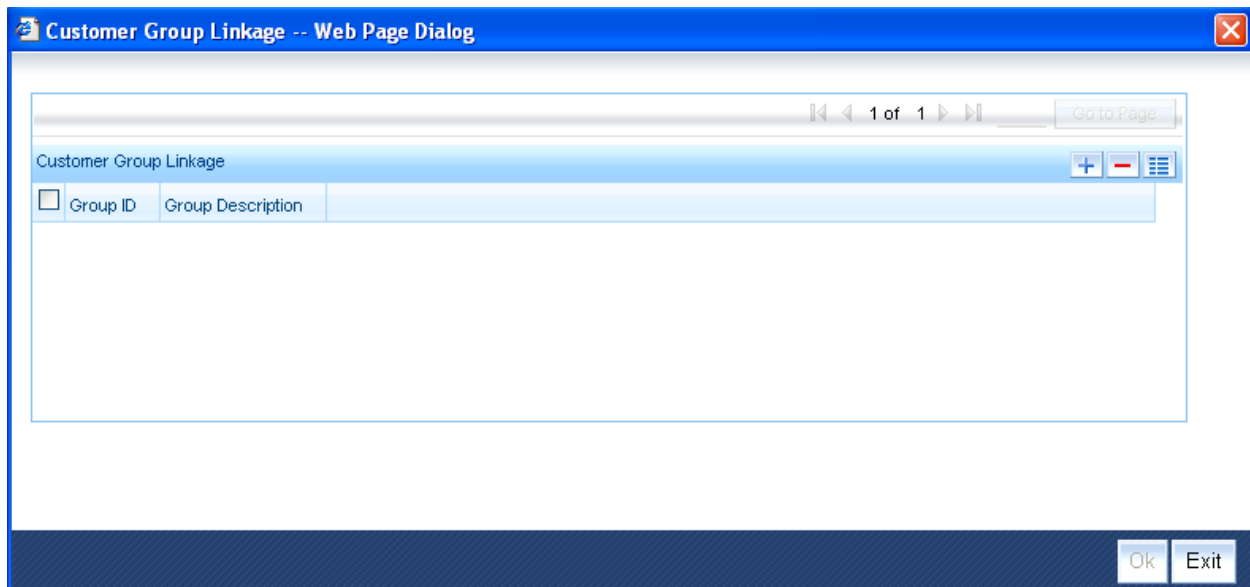 Customer Group Linkage -- Web Page Dialog
1 of 1 Go to Page
Customer Group Linkage
Group ID Group Description
Ok Exit